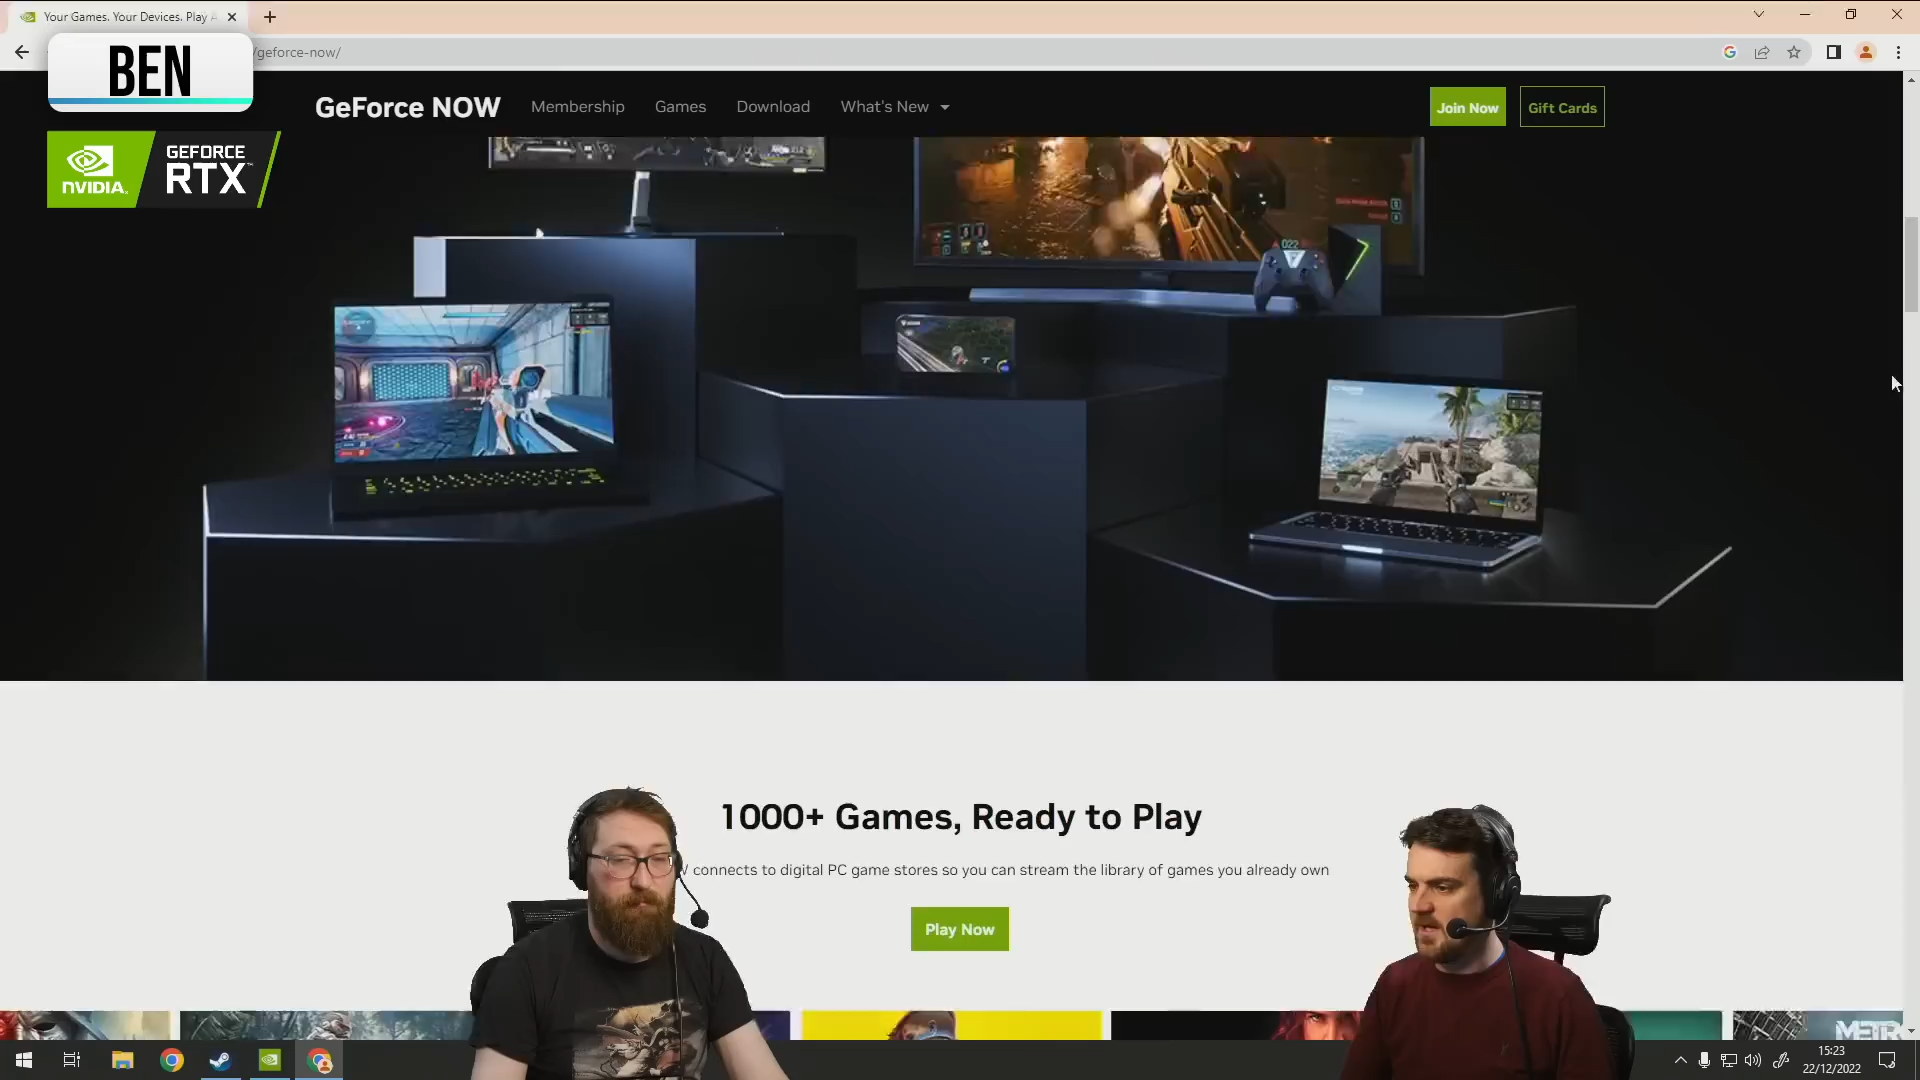 Your Games. Your Devices. Play A
/geforce-now/
BEN
GeForce NOW
Membership
Games
Download
What's New
Join Now
Gift Cards
NVIDIA.
GEFORCE
RTX
1000+ Games, Ready to Play
connects to digital PC game stores so you can stream the library of games you already own
Play Now
METRO
15:23
22/12/2022